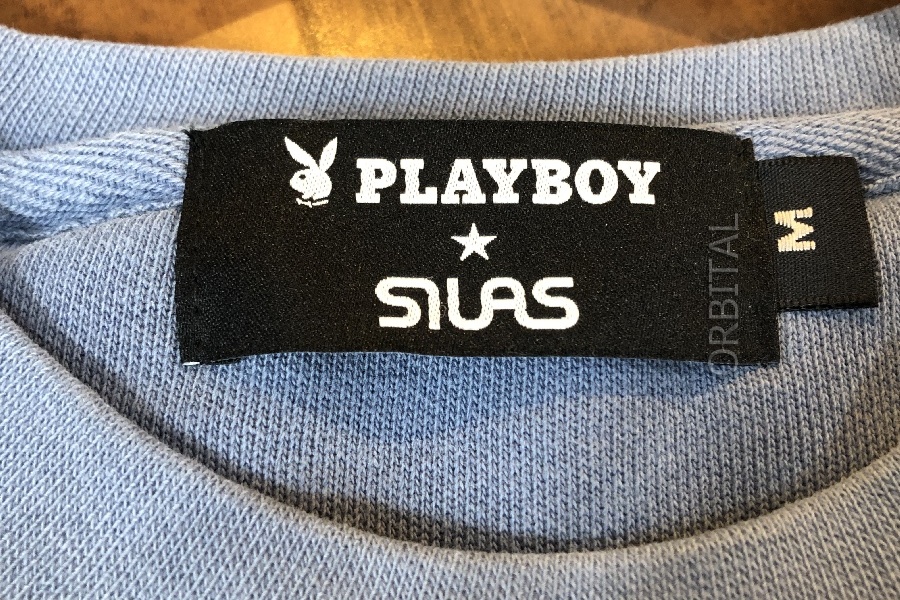 PLAYBOY
★
SILAS
M
ORBITAL